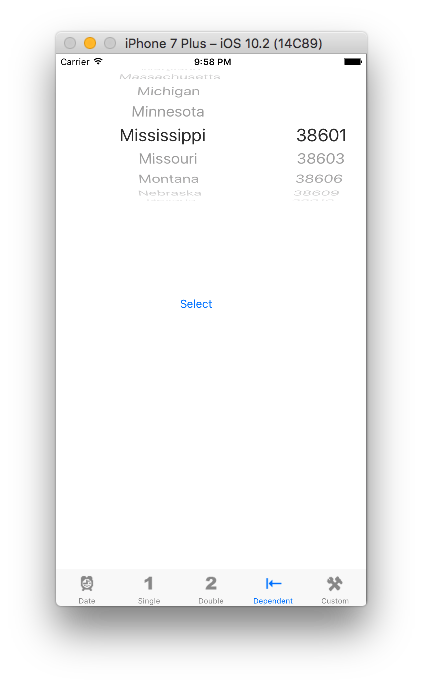 iPhone 7 Plus – iOS 10.2 (14C89)
Carrier 9:58 PM
Massachusetts
Michigan
Minnesota
Mississippi 38601
Missouri 38603
Montana 38606
Nebraska 38609
Select
1 2
Date Single Double Dependent Custom